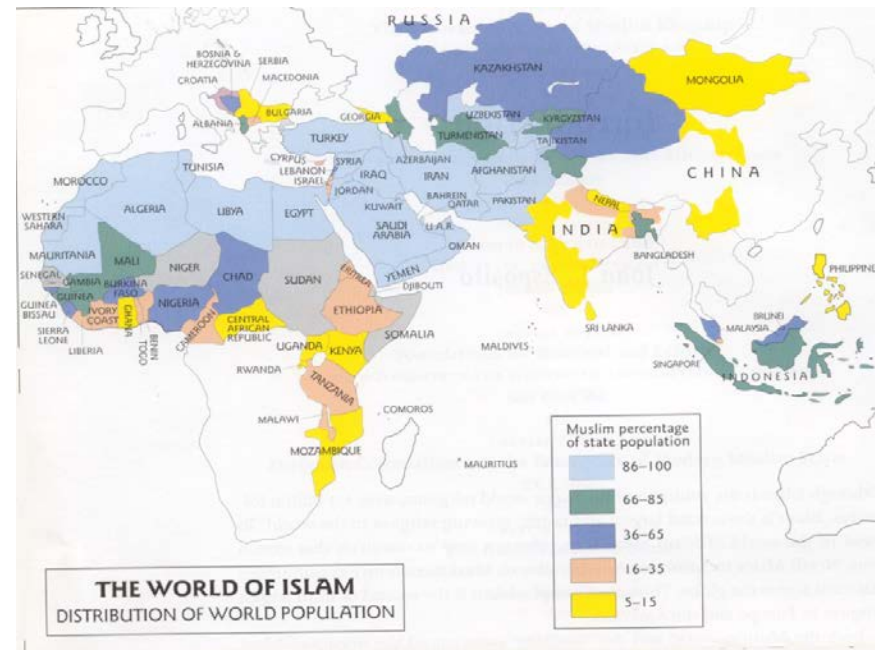 RUSSIA
BOSNIA &
HERZEGOVINA
SERBIA
CROATIA
MACEDONIA
BULGARIA
ALBANIA
GEORGIA
KAZAKHSTAN
MONGOLIA
UZBEKISTAN
KYRGYZSTAN
TURMENISTAN
TAJIKISTAN
TURKEY
AZERBAIJAN
CYRPUS
SYRIA
LEBANON
ISRAEL
IRAQ
IRAN
AFGHANISTAN
CHINA
TUNISIA
MOROCCO
JORDAN
KUWAIT
BAHREIN
QATAR
PAKISTAN
NEPAL
ALGERIA
LIBYA
EGYPT
SAUDI
ARABIA
U.A.R.
OMAN
INDIA
BANGLADESH
WESTERN
SAHARA
MAURITANIA
MALI
NIGER
CHAD
SUDAN
ERITREA
YEMEN
DJIBOUTI
PHILIPPINE
SENEGAL
GAMBIA
BURKINA
FASO
GUINEA
GUINEA
BISSAU
NIGERIA
ETHIOPIA
SIERRA
LEONE
IVORY
COAST
GHANA
LIBERIA
TOGO
BENIN
CAMEROON
CENTRAL
AFRICAN
REPUBLIC
SOMALIA
UGANDA
KENYA
RWANDA
TANZANIA
MALDIVES
SRI LANKA
BRUNEI
MALAYSIA
SINGAPORE
INDONESIA
MALAWI
COMOROS
MOZAMBIQUE
MAURITIUS
Muslim percentage
of state population
86–100
66–85
36–65
16–35
5–15
THE WORLD OF ISLAM
DISTRIBUTION OF WORLD POPULATION